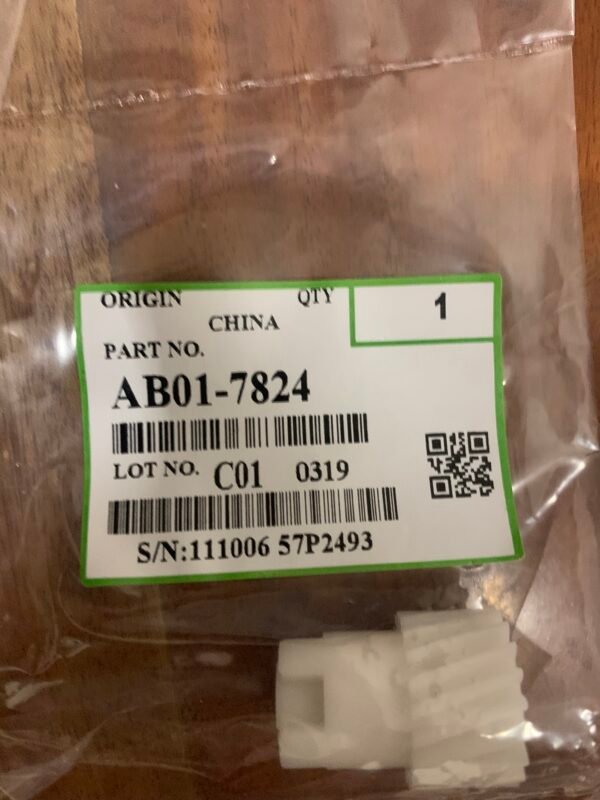 ORIGIN QTY 1
CHINA
PART NO.
AB01-7824
LOT NO. C01 0319
S/N:111006 57P2493